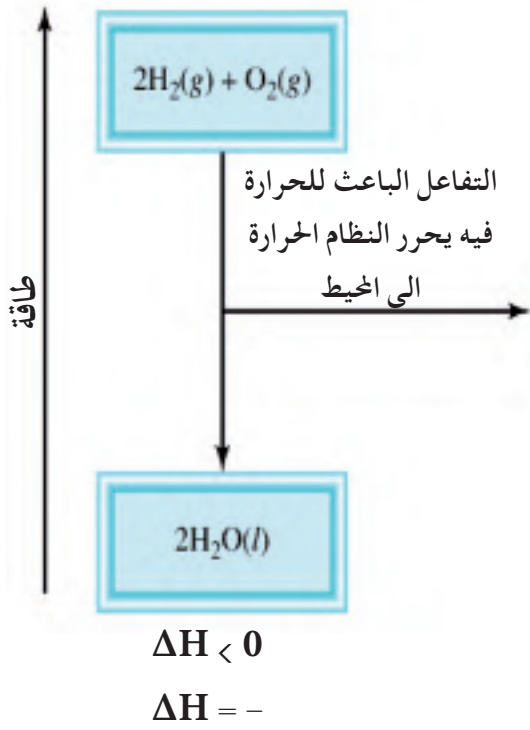 2H₂(g) + O₂(g)
التفاعل الباعث للحرارة
فيه يحرر النظام الحرارة
الى المحيط
طاقة
2H₂O(l)
ΔH < 0
ΔH = −